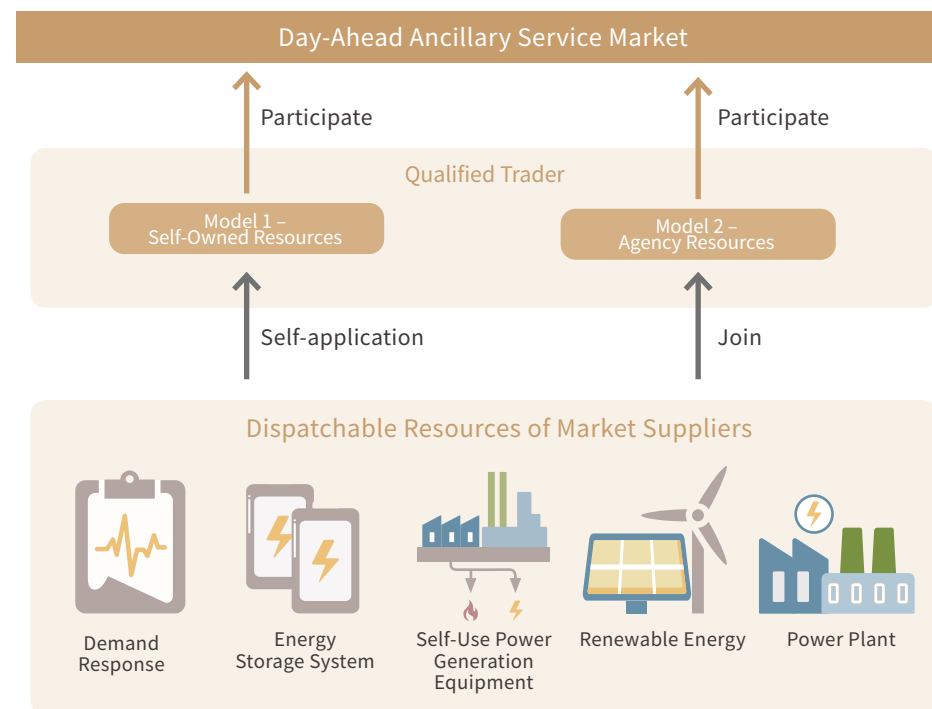 Day-Ahead Ancillary Service Market
Participate
Participate
Qualified Trader
Model 1 –
Self-Owned Resources
Model 2 –
Agency Resources
Self-application
Join
Dispatchable Resources of Market Suppliers
Demand
Response
Energy
Storage System
Self-Use Power
Generation
Equipment
Renewable Energy
Power Plant